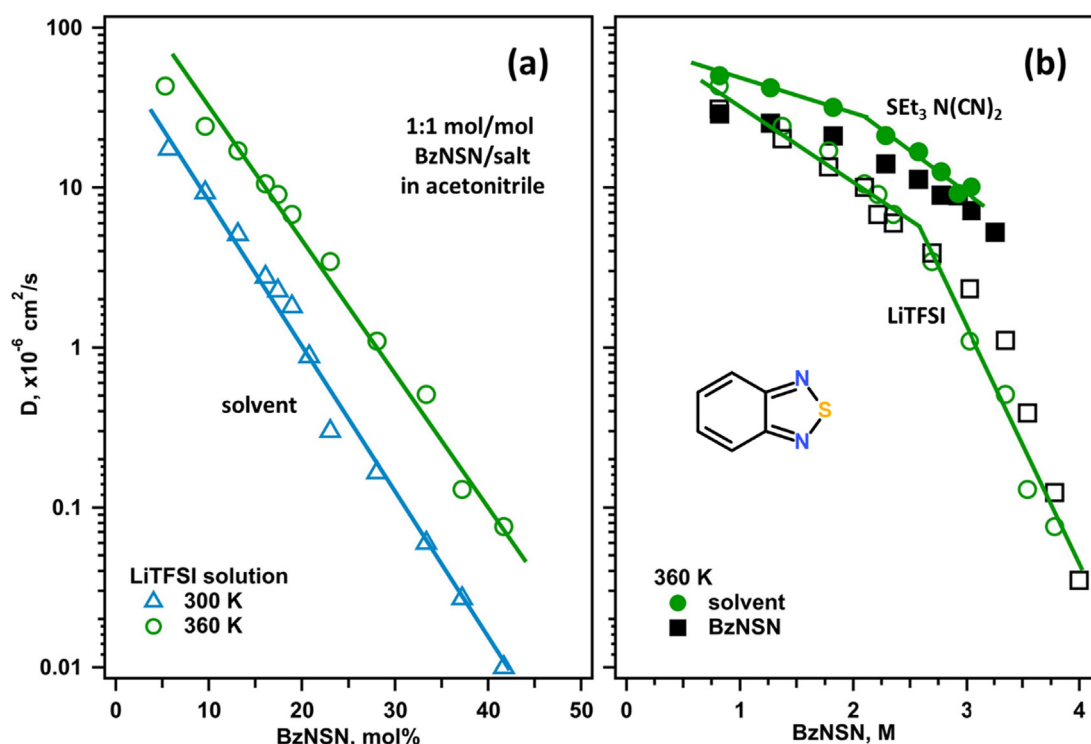 100
10
1
0.1
0.01
D, x10⁻⁶ cm²/s
(a)
1:1 mol/mol
BzNSN/salt
in acetonitrile
solvent
LiTFSI solution
300 K
360 K
0 10 20 30 40 50
BzNSN, mol%
(b)
SEt₃ N(CN)₂
LiTFSI
N
S
N
360 K
solvent
BzNSN
0 1 2 3 4
BzNSN, M